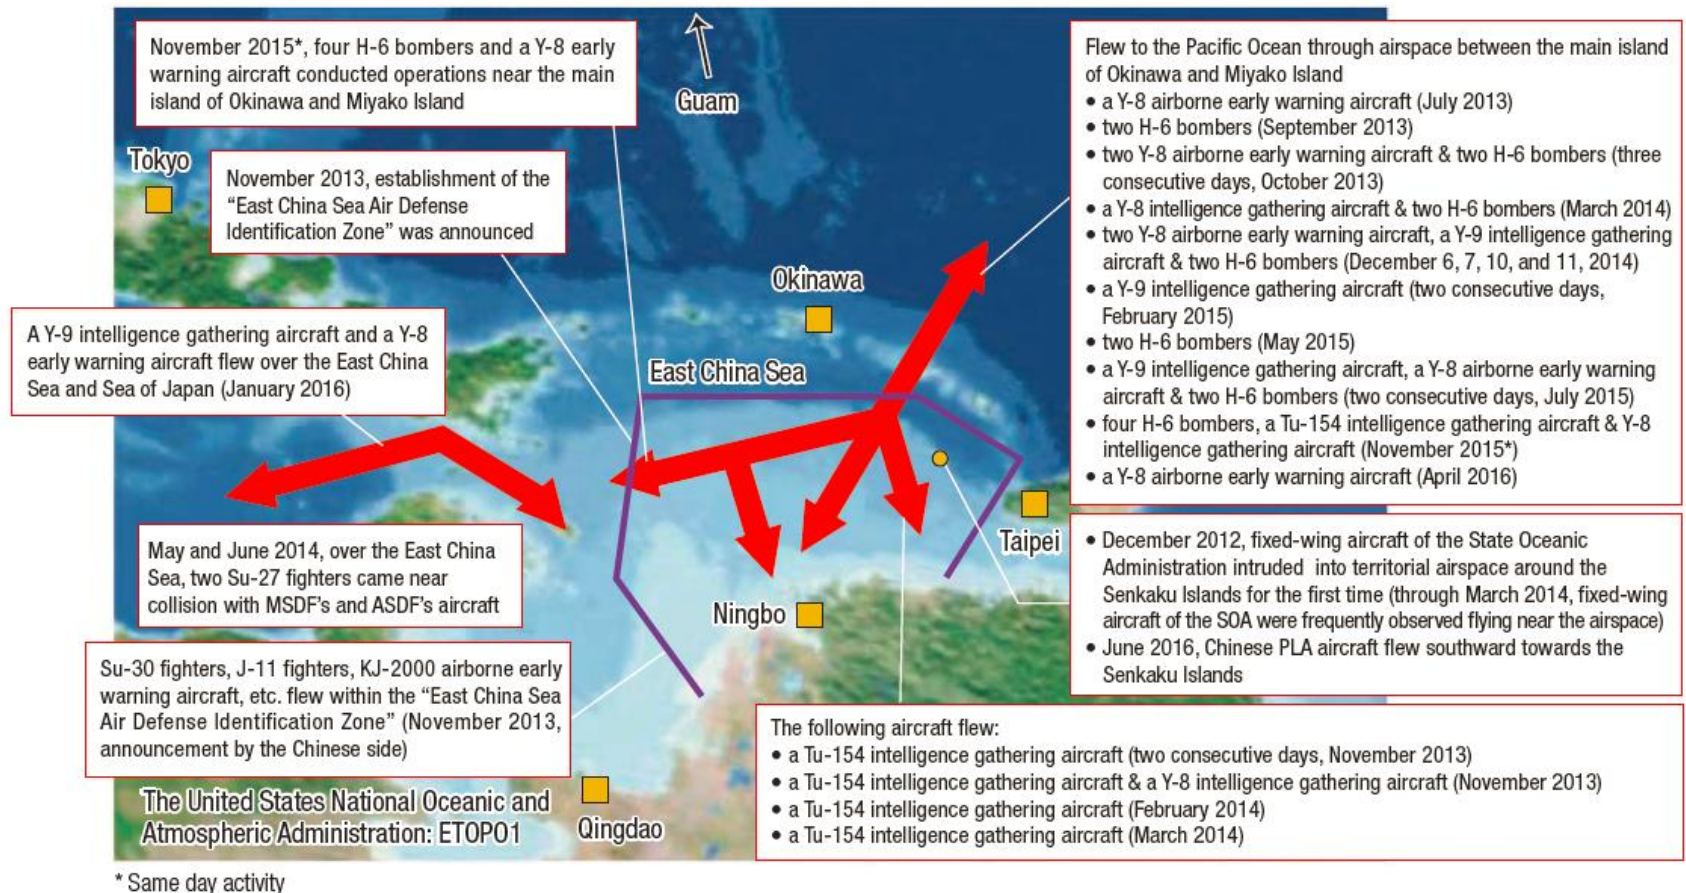 November 2015*, four H-6 bombers and a Y-8 early
warning aircraft conducted operations near the main
island of Okinawa and Miyako Island
Guam
Tokyo
November 2013, establishment of the
“East China Sea Air Defense
Identification Zone” was announced
Okinawa
A Y-9 intelligence gathering aircraft and a Y-8
early warning aircraft flew over the East China
Sea and Sea of Japan (January 2016)
East China Sea
May and June 2014, over the East China
Sea, two Su-27 fighters came near
collision with MSDF’s and ASDF’s aircraft
Taipei
Ningbo
Su-30 fighters, J-11 fighters, KJ-2000 airborne early
warning aircraft, etc. flew within the “East China Sea
Air Defense Identification Zone” (November 2013,
announcement by the Chinese side)
The United States National Oceanic and
Atmospheric Administration: ETOPO1
Qingdao
Flew to the Pacific Ocean through airspace between the main island
of Okinawa and Miyako Island
• a Y-8 airborne early warning aircraft (July 2013)
• two H-6 bombers (September 2013)
• two Y-8 airborne early warning aircraft & two H-6 bombers (three
consecutive days, October 2013)
• a Y-8 intelligence gathering aircraft & two H-6 bombers (March 2014)
• two Y-8 airborne early warning aircraft, a Y-9 intelligence gathering
aircraft & two H-6 bombers (December 6, 7, 10, and 11, 2014)
• a Y-9 intelligence gathering aircraft (two consecutive days,
February 2015)
• two H-6 bombers (May 2015)
• a Y-9 intelligence gathering aircraft, a Y-8 airborne early warning
aircraft & two H-6 bombers (two consecutive days, July 2015)
• four H-6 bombers, a Tu-154 intelligence gathering aircraft & Y-8
intelligence gathering aircraft (November 2015*)
• a Y-8 airborne early warning aircraft (April 2016)
• December 2012, fixed-wing aircraft of the State Oceanic
Administration intruded into territorial airspace around the
Senkaku Islands for the first time (through March 2014, fixed-wing
aircraft of the SOA were frequently observed flying near the airspace)
• June 2016, Chinese PLA aircraft flew southward towards the
Senkaku Islands
The following aircraft flew:
• a Tu-154 intelligence gathering aircraft (two consecutive days, November 2013)
• a Tu-154 intelligence gathering aircraft & a Y-8 intelligence gathering aircraft (November 2013)
• a Tu-154 intelligence gathering aircraft (February 2014)
• a Tu-154 intelligence gathering aircraft (March 2014)
* Same day activity